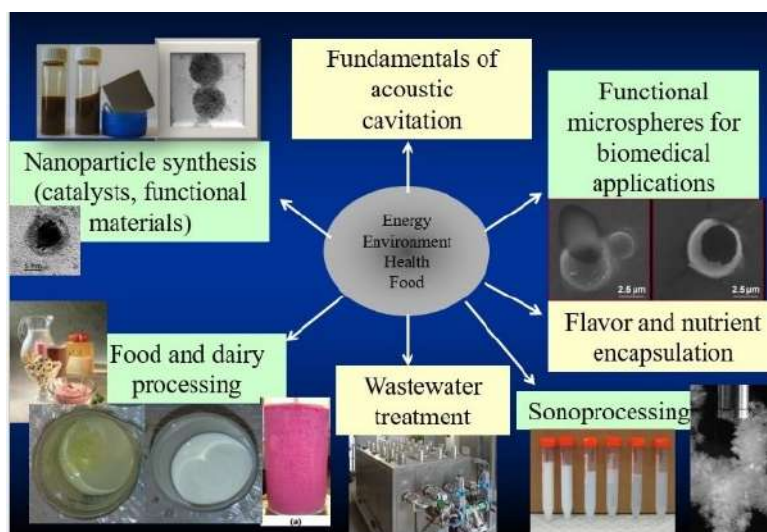 Fundamentals of
acoustic
cavitation
Functional
microspheres for
biomedical
applications
Nanoparticle synthesis
(catalysts, functional
materials)
Energy
Environment
Health
Food
2.5 μm
2.5 μm
Flavor and nutrient
encapsulation
Food and dairy
processing
Wastewater
treatment
Sonoprocessing
(a)